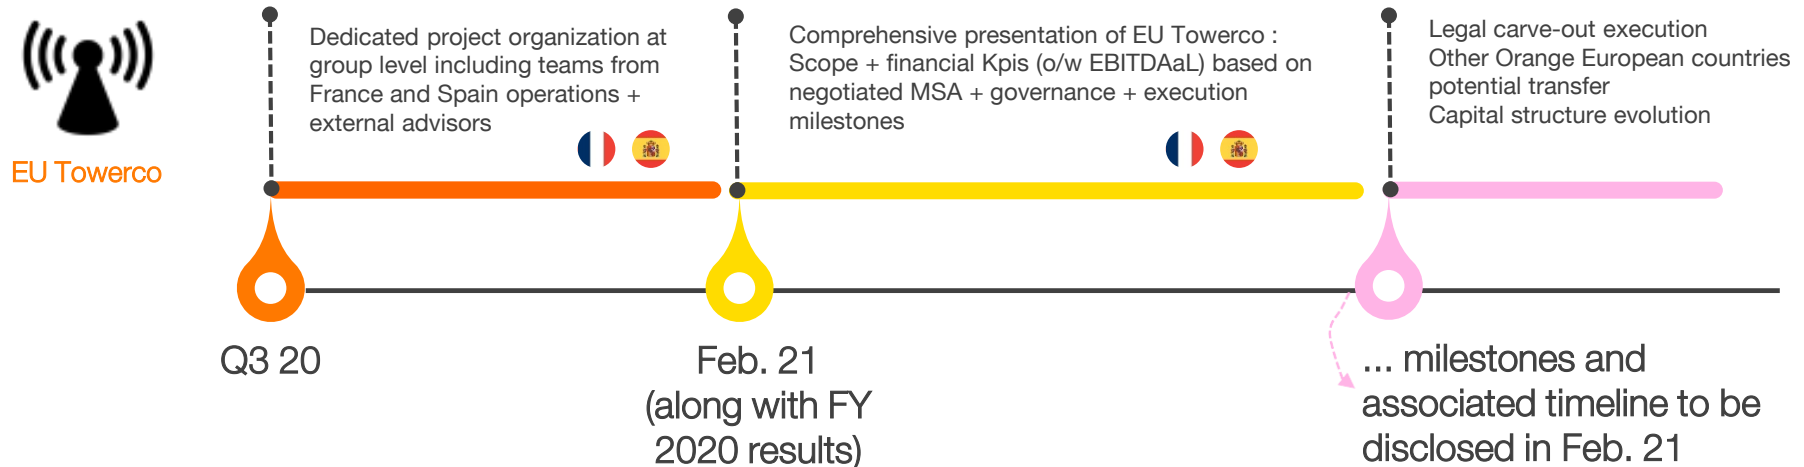 EU Towerco
Dedicated project organization at
group level including teams from
France and Spain operations +
external advisors
Comprehensive presentation of EU Towerco :
Scope + financial Kpis (o/w EBITDAaL) based on
negotiated MSA + governance + execution
milestones
Legal carve-out execution
Other Orange European countries
potential transfer
Capital structure evolution
Q3 20
Feb. 21
(along with FY
2020 results)
... milestones and
associated timeline to be
disclosed in Feb. 21